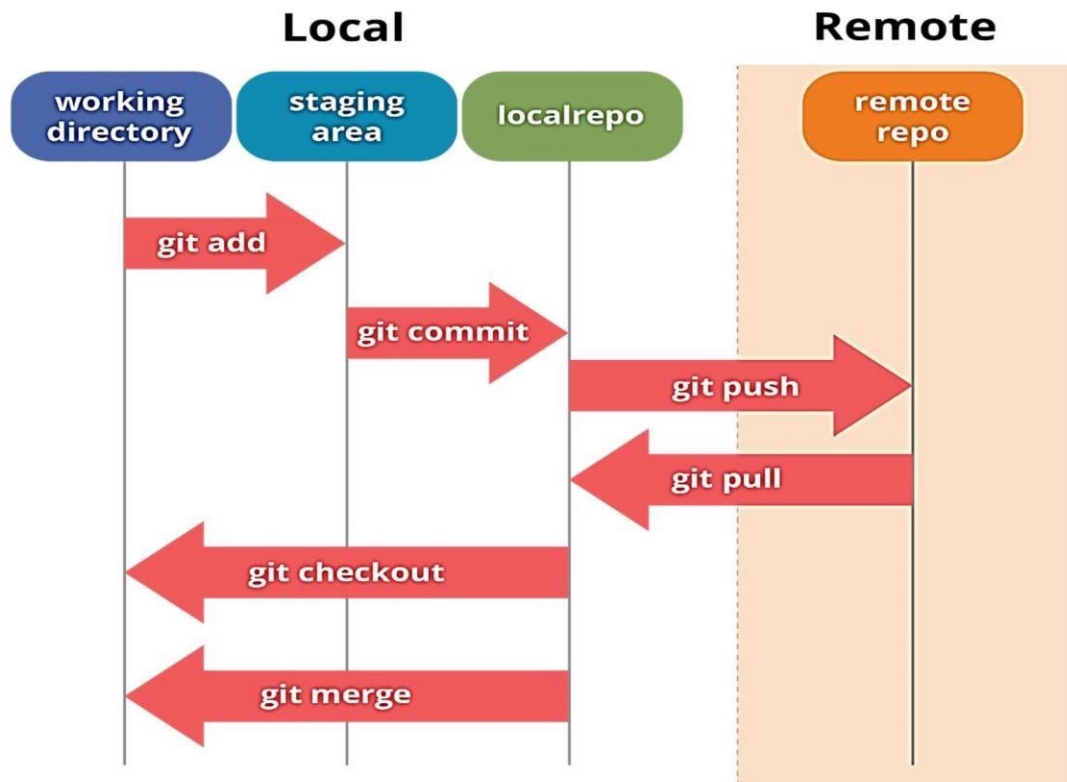 Local
Remote
working
directory
staging
area
localrepo
remote
repo
git add
git commit
git push
git pull
git checkout
git merge